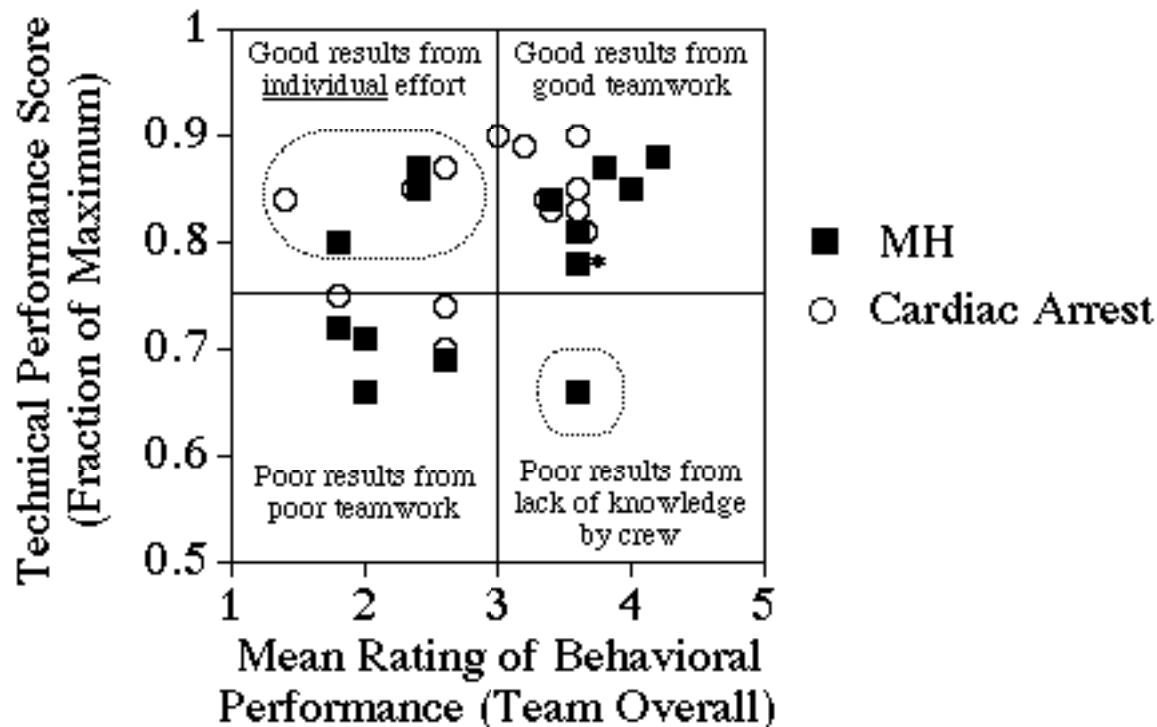 Technical Performance Score
(Fraction of Maximum)
1
0.9
0.8
0.7
0.6
0.5
Good results from
individual effort
Good results from
good teamwork
*
Poor results from
poor teamwork
Poor results from
lack of knowledge
by crew
1 2 3 4 5
Mean Rating of Behavioral
Performance (Team Overall)
MH
Cardiac Arrest